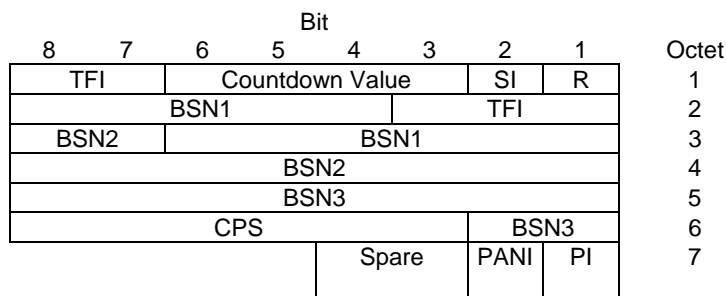 Bit
8 7 6 5 4 3 2 1 Octet
TFI Countdown Value SI R 1
BSN1 TFI 2
BSN2 BSN1 3
BSN2 4
BSN3 5
CPS BSN3 6
Spare PANI PI 7